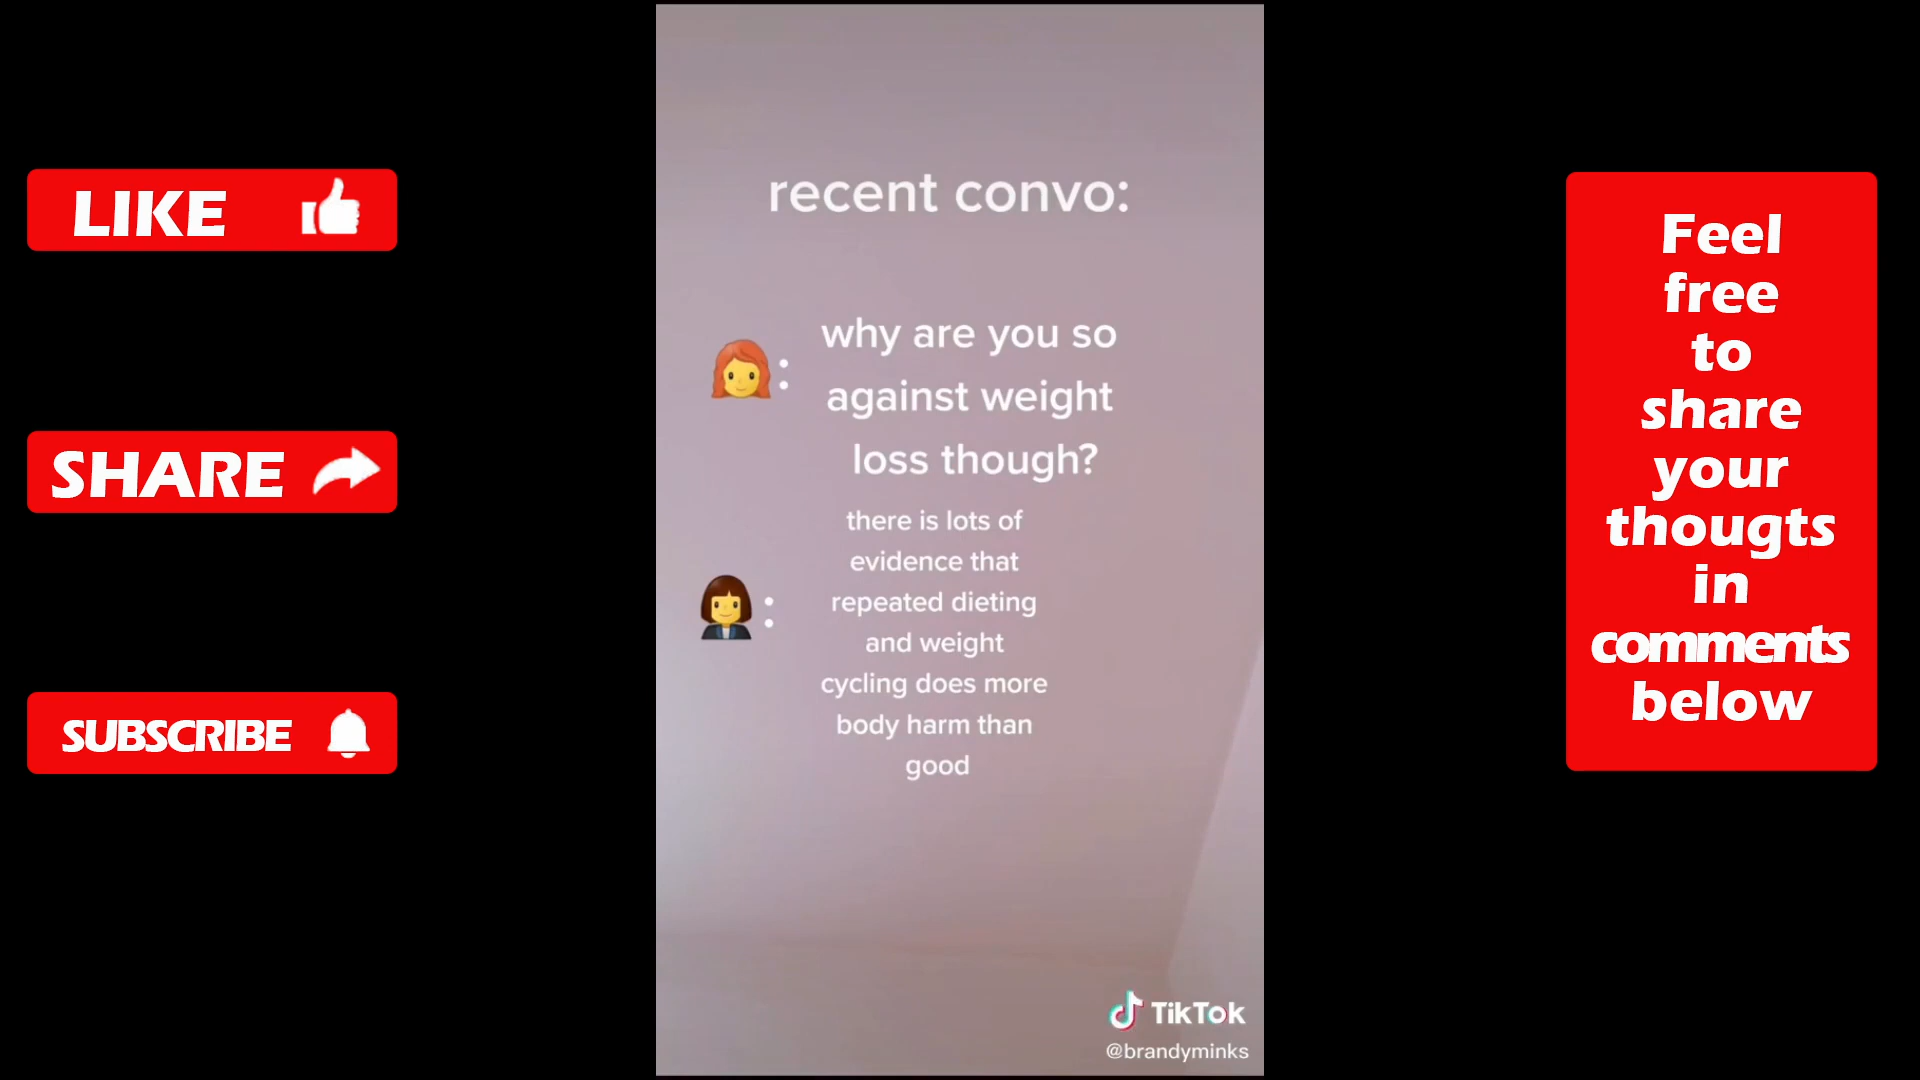 LIKE
SHARE
SUBSCRIBE
recent convo:
: why are you so
against weight
loss though?
: there is lots of
evidence that
repeated dieting
and weight
cycling does more
body harm than
good
TikTok
@brandyminks
Feel
free
to
share
your
thougts
in
comments
below